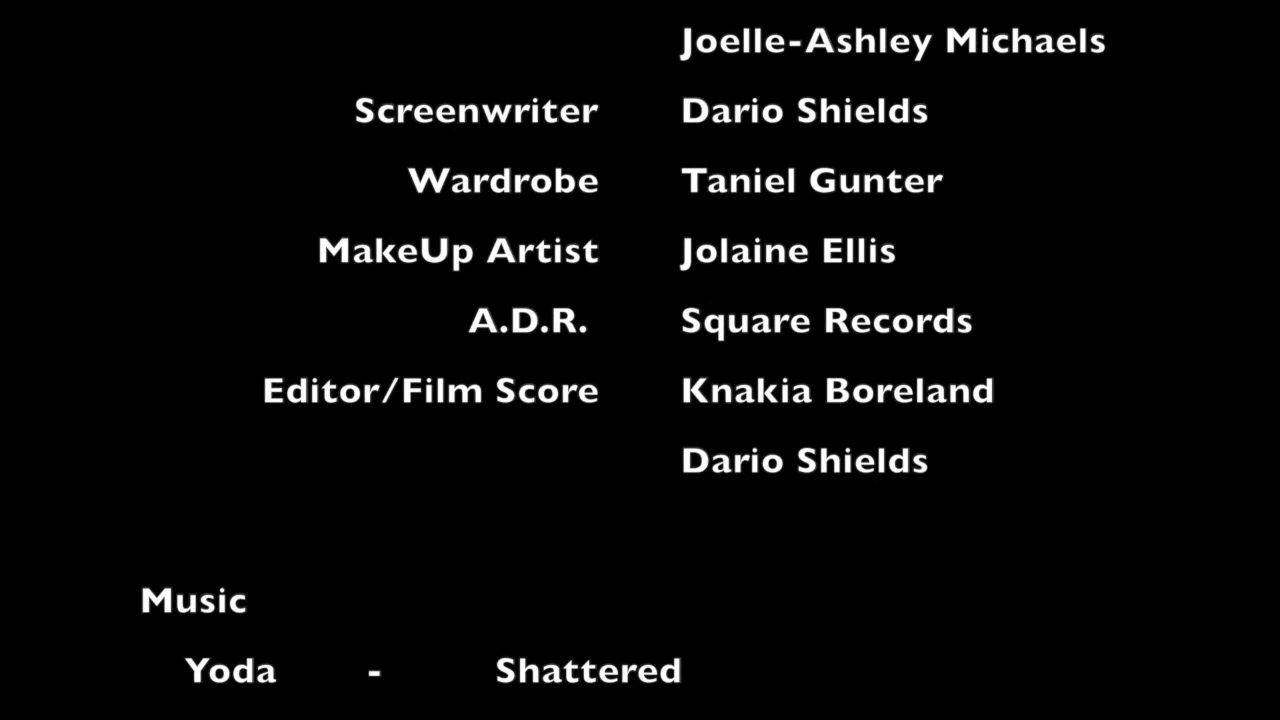 Joelle-Ashley Michaels
Screenwriter Dario Shields
Wardrobe Taniel Gunter
MakeUp Artist Jolaine Ellis
A.D.R. Square Records
Editor/Film Score Knakia Boreland
Dario Shields
Music
Yoda - Shattered